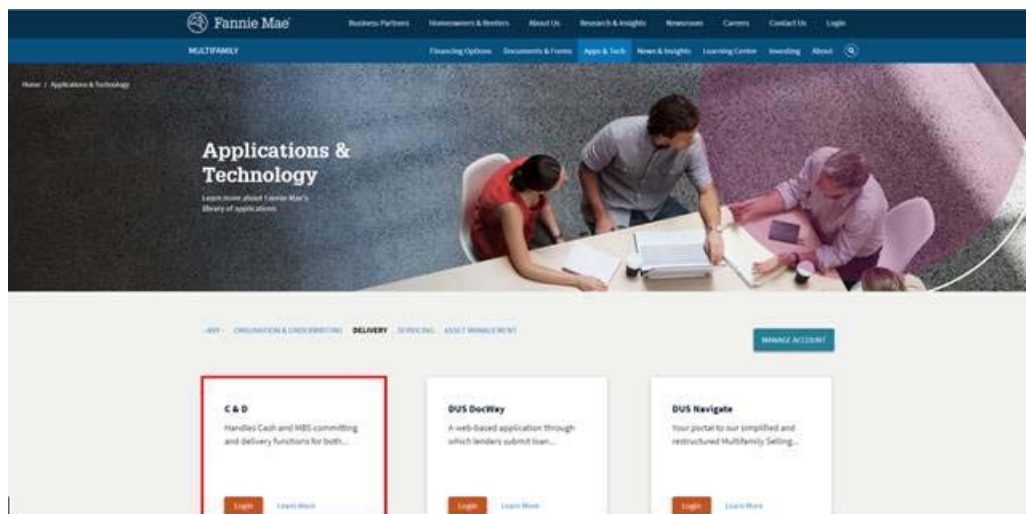 Fannie Mae
Business Partners Homeowners & Renters About Us Research & Insights Newsroom Careers Contact Us Login
MULTIFAMILY
Financing Options Documents & Forms Apps & Tech News & Insights Learning Center Investing About
Home / Applications & Technology
Applications &
Technology
Learn more about Fannie Mae's
library of applications
- ANY - ORIGINATION & UNDERWRITING DELIVERY SERVICING ASSET MANAGEMENT
MANAGE ACCOUNT
C & D
Handles Cash and MBS committing
and delivery functions for both...
Login Learn More
DUS DocWay
A web-based application through
which lenders submit loan...
Login Learn More
DUS Navigate
Your portal to our simplified and
restructured Multifamily Selling...
Login Learn More